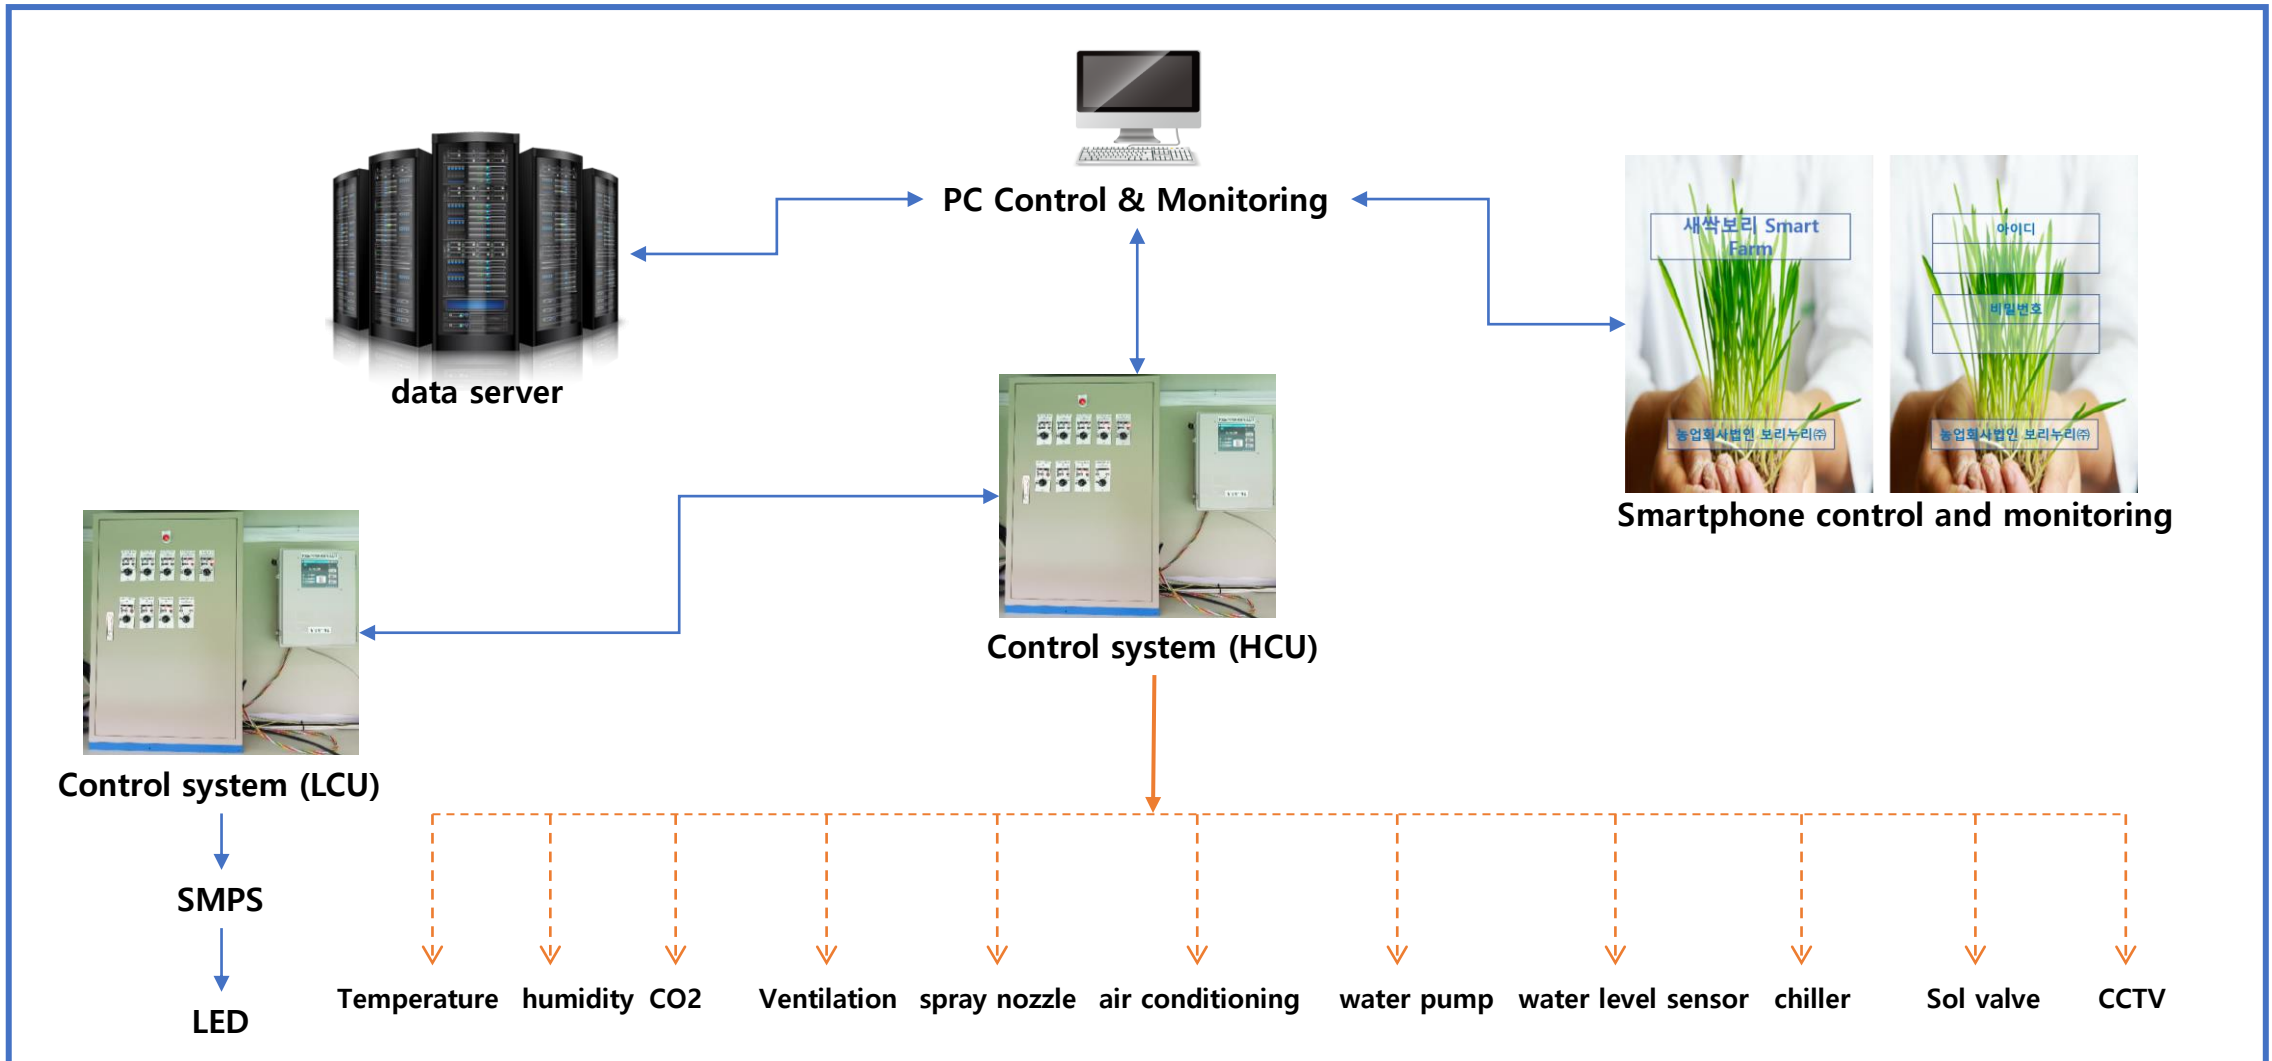 PC Control & Monitoring
새싹보리 Smart
Farm
아이디
비밀번호
농업회사법인 보리누리㈜
농업회사법인 보리누리㈜
data server
Smartphone control and monitoring
Control system (HCU)
Control system (LCU)
SMPS
LED
Temperature humidity CO2 Ventilation spray nozzle air conditioning water pump water level sensor chiller Sol valve CCTV